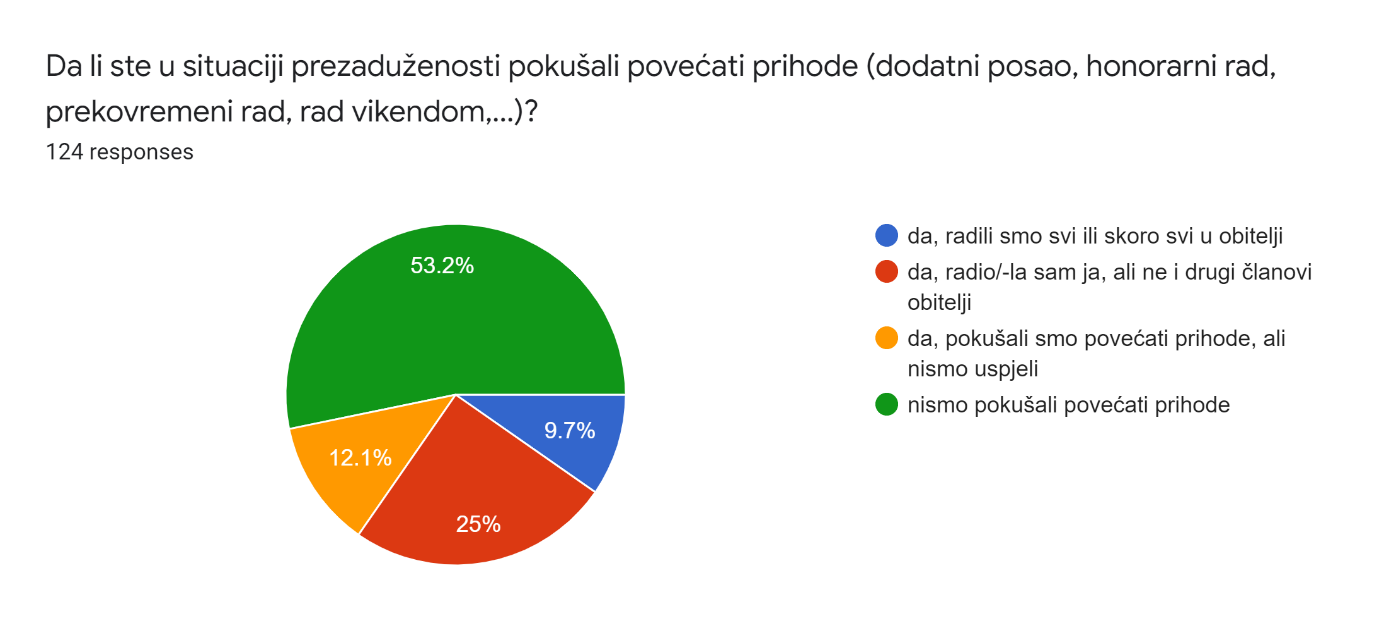 Da li ste u situaciji prezaduženosti pokušali povećati prihode (dodatni posao, honorarni rad,
prekovremeni rad, rad vikendom,...)?
124 responses
53.2%
9.7%
12.1%
25%
da, radili smo svi ili skoro svi u obitelji
da, radio/-la sam ja, ali ne i drugi članovi
obitelji
da, pokušali smo povećati prihode, ali
nismo uspjeli
nismo pokušali povećati prihode